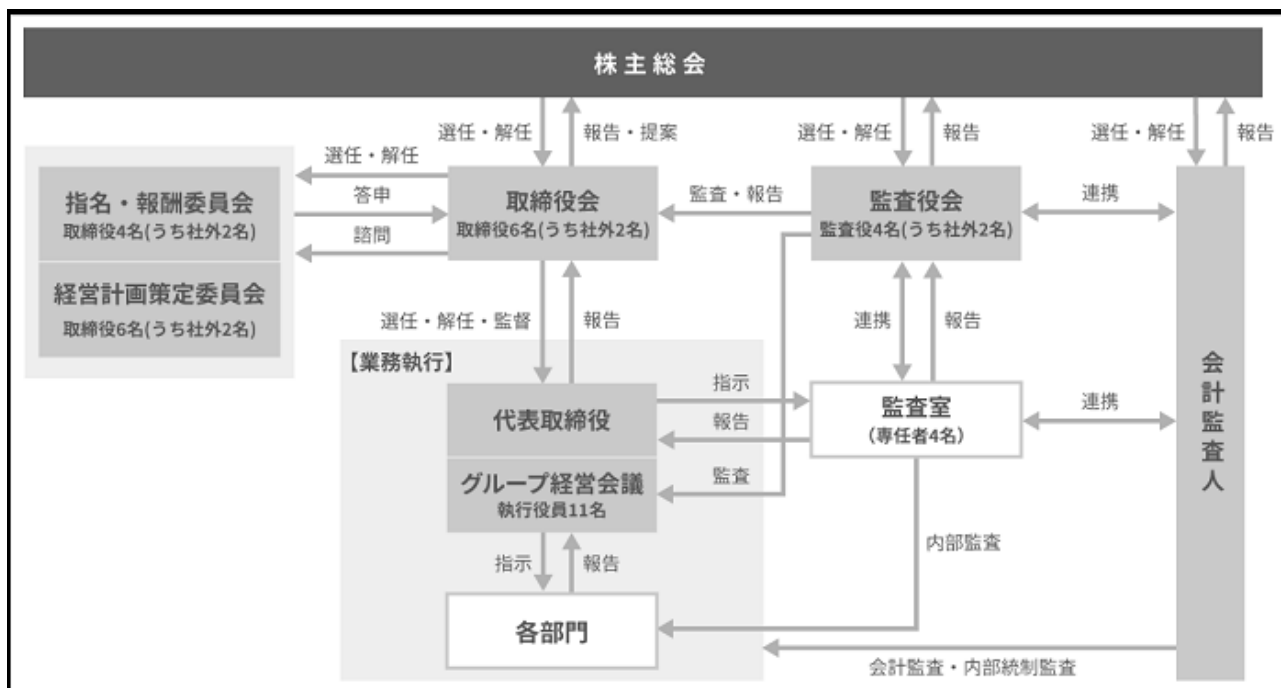 株主総会
選任・解任
報告・提案
選任・解任
報告
選任・解任
報告
選任・解任
答申
諮問
指名・報酬委員会
取締役4名(うち社外2名)
経営計画策定委員会
取締役6名(うち社外2名)
取締役会
取締役6名(うち社外2名)
監査・報告
監査役会
監査役4名(うち社外2名)
連携
選任・解任・監督
報告
連携
報告
【業務執行】
代表取締役
グループ経営会議
執行役員11名
指示
報告
監査
監査室
(専任者4名)
連携
会計監査人
指示
報告
内部監査
各部門
会計監査・内部統制監査